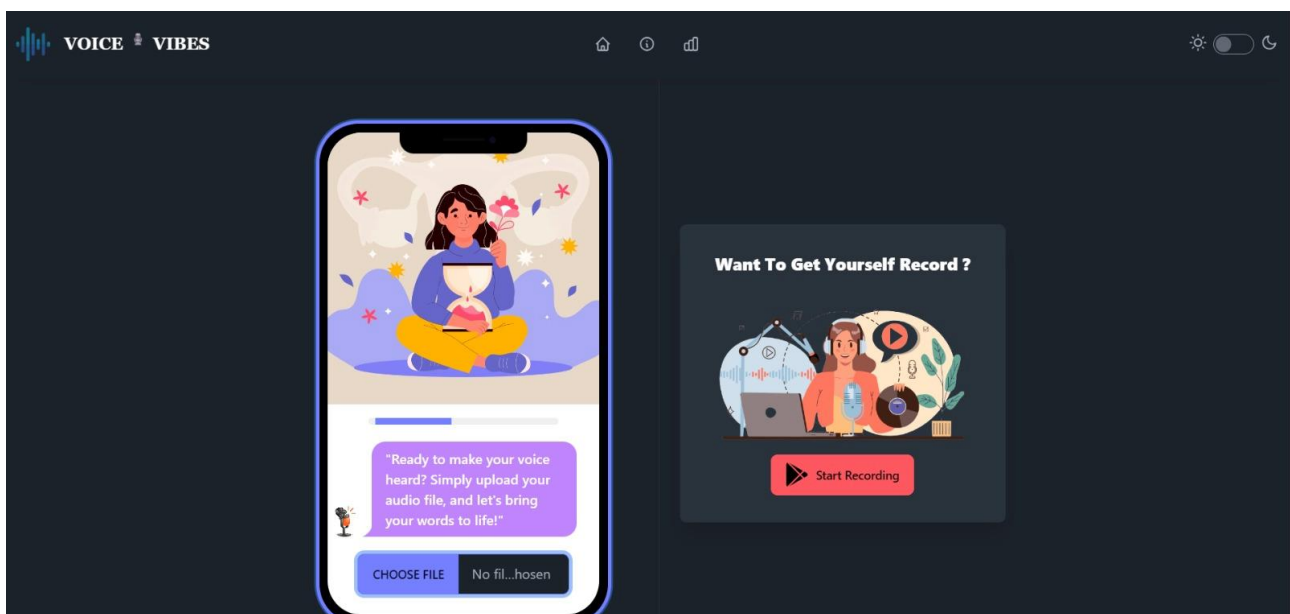 VOICE VIBES
"Ready to make your voice
heard? Simply upload your
audio file, and let's bring
your words to life!"
CHOOSE FILE No fil...hosen
Want To Get Yourself Record ?
Start Recording